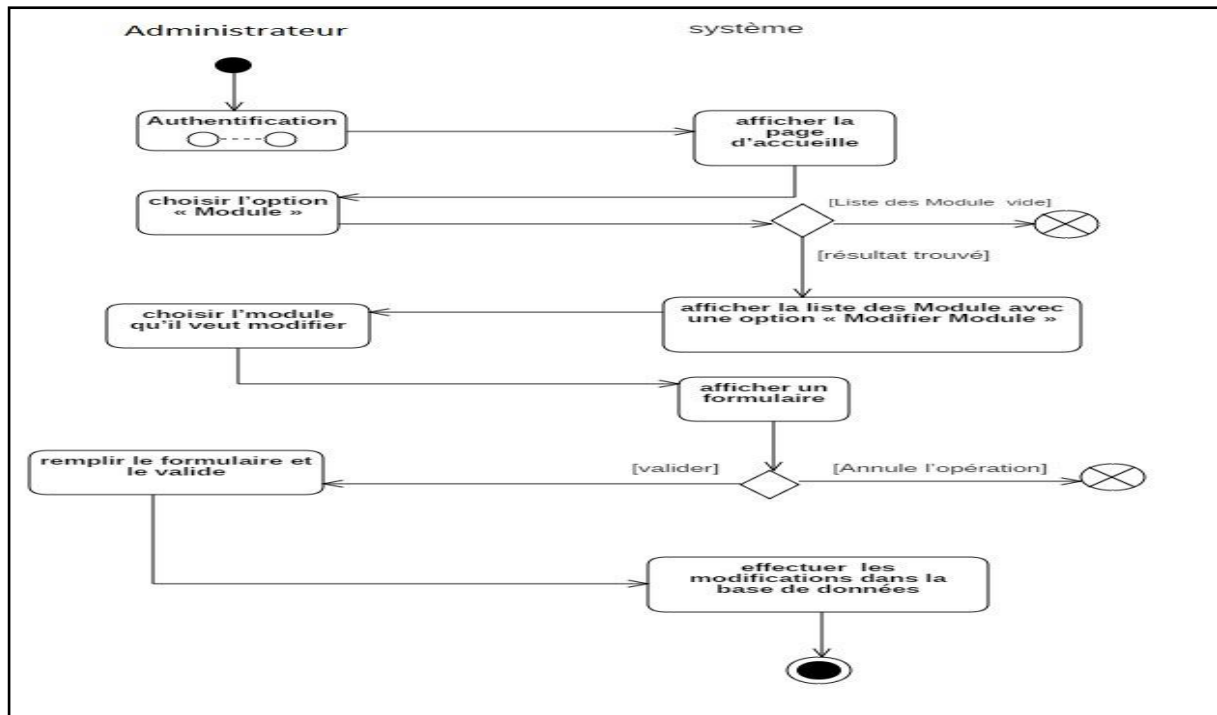 Administrateur
système
Authentification
afficher la
page
d'accueille
choisir l'option
« Module »
[Liste des Module vide]
[résultat trouvé]
choisir l'module
qu'il veut modifier
afficher la liste des Module avec
une option « Modifier Module »
afficher un
formulaire
remplir le formulaire et
le valide
[valider]
[Annule l'opération]
effectuer les
modifications dans la
base de données